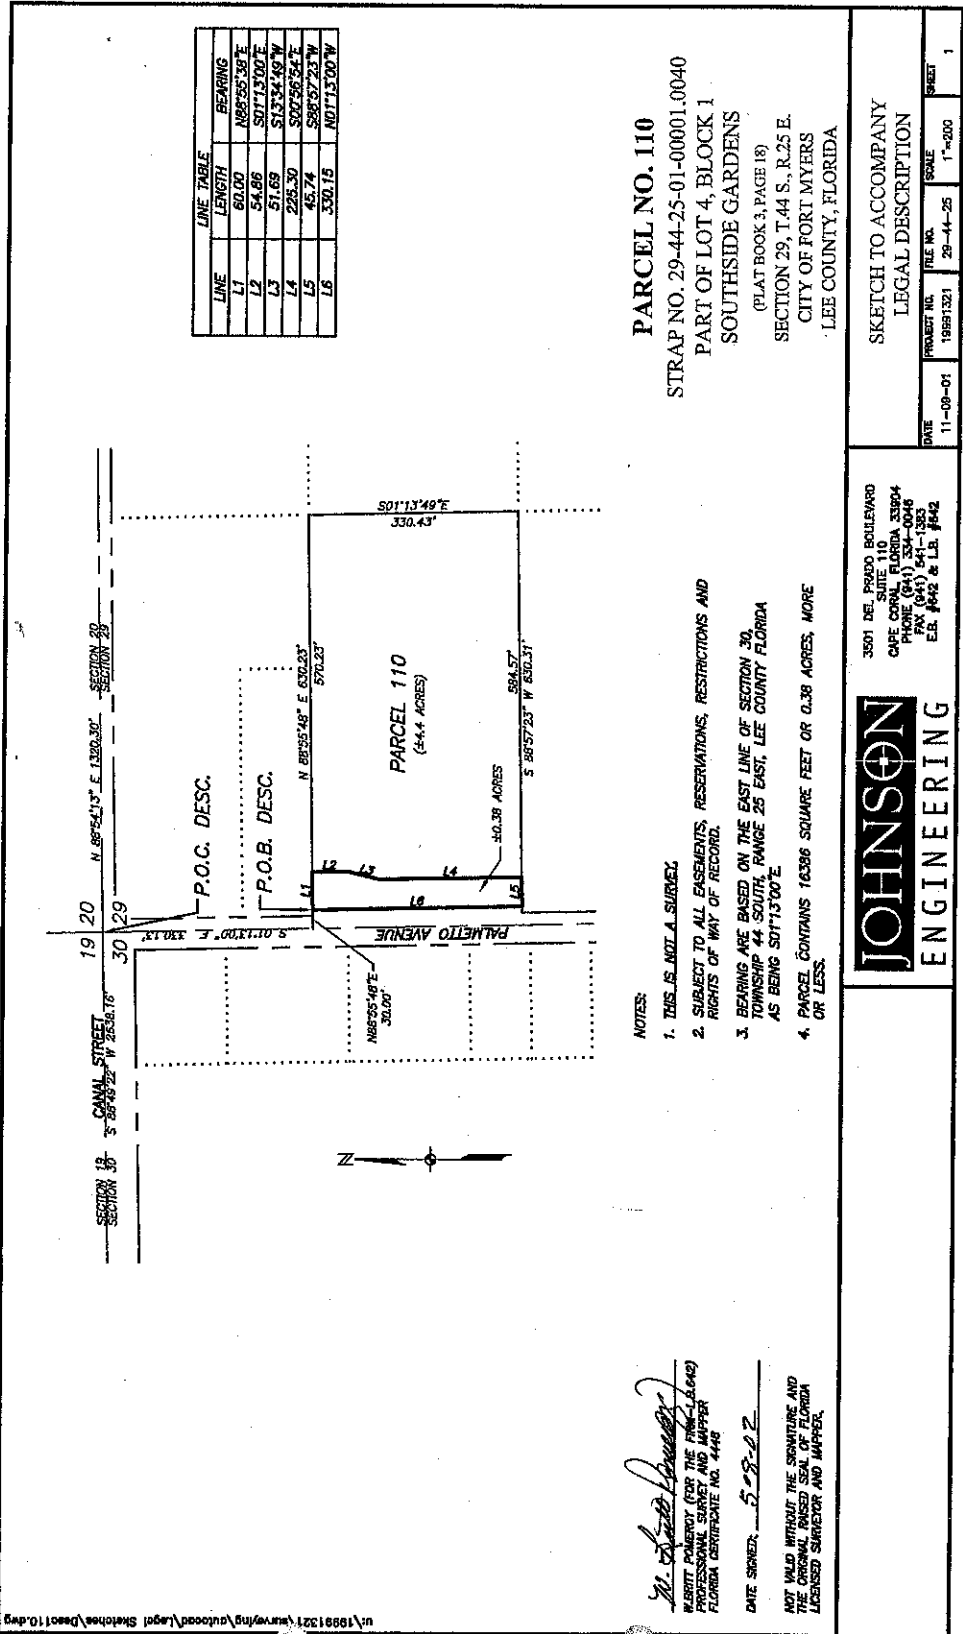 LINE TABLE
LINE LENGTH BEARING
L1 60.00 N88°55'38"E
L2 54.86 S01°13'00"E
L3 51.69 S13°34'49"W
L4 225.30 S00°56'54"E
L5 45.74 S88°57'23"W
L6 330.15 N01°13'00"W
SECTION 19
SECTION 30
CANAL STREET
S 88°49'22" W 2638.16'
19 20
30 29
N 88°54'13" E 1320.30'
SECTION 20
SECTION 29
P.O.C. DESC.
P.O.B. DESC.
S 01°13'00" E 330.13'
PALMETTO AVENUE
N88°55'48"E
30.00'
N 88°55'48" E 630.23'
570.23'
L1
L2
L3
L4
L5
L6
PARCEL 110
(±4.4 ACRES)
±0.38 ACRES
S01°13'49"E
330.43'
584.57'
S 88°57'23" W 630.31'
N
PARCEL NO. 110
STRAP NO. 29-44-25-01-00001.0040
PART OF LOT 4, BLOCK 1
SOUTHSIDE GARDENS
(PLAT BOOK 3, PAGE 18)
SECTION 29, T.44 S., R.25 E.
CITY OF FORT MYERS
LEE COUNTY, FLORIDA
NOTES:
1. THIS IS NOT A SURVEY.
2. SUBJECT TO ALL EASEMENTS, RESERVATIONS, RESTRICTIONS AND
RIGHTS OF WAY OF RECORD.
3. BEARING ARE BASED ON THE EAST LINE OF SECTION 30,
TOWNSHIP 44 SOUTH, RANGE 25 EAST, LEE COUNTY FLORIDA
AS BEING S01°13'00"E.
4. PARCEL CONTAINS 16386 SQUARE FEET OR 0.38 ACRES, MORE
OR LESS.
W. Britt Pomeroy
W.BRITT POMEROY (FOR THE FIRM-L.B.642)
PROFESSIONAL SURVEY AND MAPPER
FLORIDA CERTIFICATE NO. 4448
DATE SIGNED: 5-9-02
NOT VALID WITHOUT THE SIGNATURE AND
THE ORIGINAL RAISED SEAL OF FLORIDA
LICENSED SURVEYOR AND MAPPER.
JOHNSON
ENGINEERING
3501 DEL PRADO BOULEVARD
SUITE 110
CAPE CORAL, FLORIDA 33904
PHONE (941) 334-0046
FAX (941) 541-1383
E.B. #642 & L.B. #642
SKETCH TO ACCOMPANY
LEGAL DESCRIPTION
DATE PROJECT NO. FILE NO. SCALE SHEET
11-09-01 19991321 29-44-25 1"=200 1
u:\19991321\surveying\autocad\Legal Sketches\Desc110.dwg